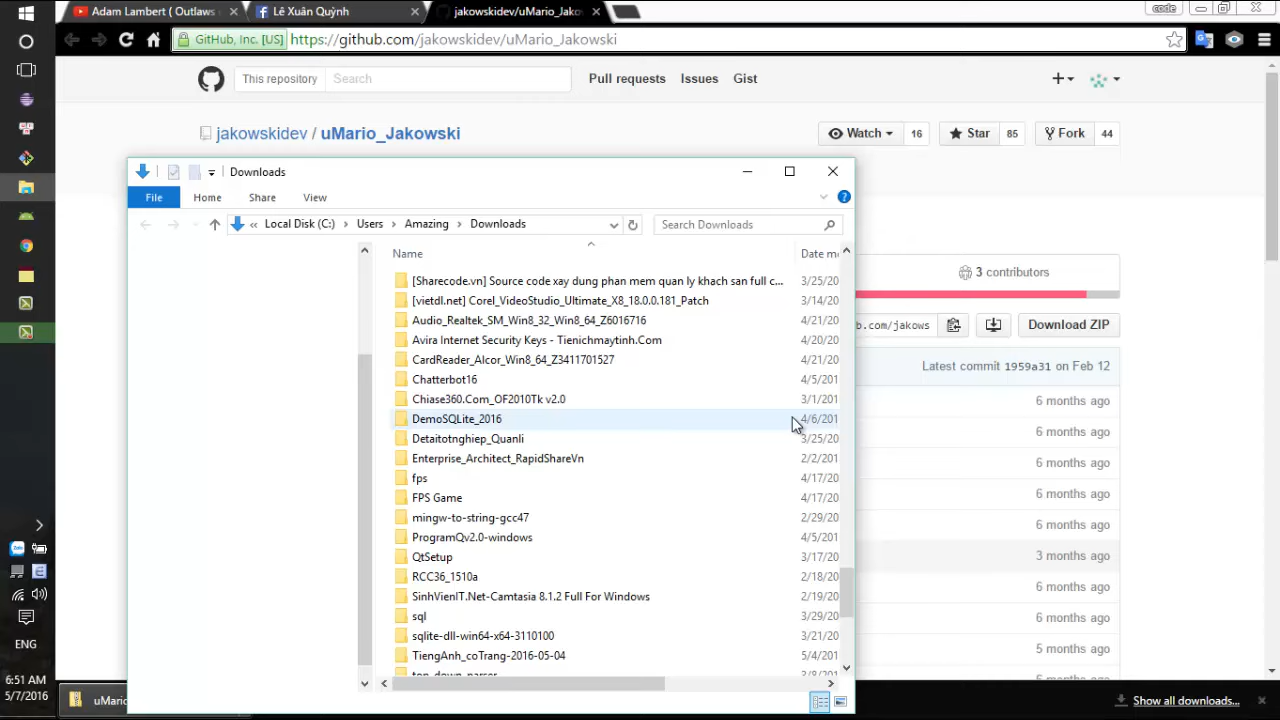 Adam Lambert ( Outlaws
Lê Xuân Quỳnh
jakowskidev/uMario_Jako
code
GitHub, Inc. [US]
https://github.com/jakowskidev/uMario_Jakowski
This repository
Search
Pull requests
Issues
Gist
jakowskidev / uMario_Jakowski
Watch
16
Star
85
Fork
44
Downloads
File
Home
Share
View
« Local Disk (C:) > Users > Amazing > Downloads
Search Downloads
Name
Date m
[Sharecode.vn] Source code xay dung phan mem quan ly khach san full c...
3/25/20
[vietdl.net] Corel_VideoStudio_Ultimate_X8_18.0.0.181_Patch
3/14/20
Audio_Realtek_SM_Win8_32_Win8_64_Z6016716
4/21/20
Avira Internet Security Keys - Tienichmaytinh.Com
4/20/20
CardReader_Alcor_Win8_64_Z3411701527
4/21/20
Chatterbot16
4/5/201
Chiase360.Com_OF2010Tk v2.0
3/1/201
DemoSQLite_2016
4/6/201
Detaitotnghiep_Quanli
3/25/20
Enterprise_Architect_RapidShareVn
2/2/201
fps
4/17/20
FPS Game
4/17/20
mingw-to-string-gcc47
2/29/20
ProgramQv2.0-windows
4/5/201
QtSetup
3/17/20
RCC36_1510a
2/18/20
SinhVienIT.Net-Camtasia 8.1.2 Full For Windows
2/19/20
sql
3/29/20
sqlite-dll-win64-x64-3110100
3/21/20
TiengAnh_coTrang-2016-05-04
5/4/201
top_down_parser
3/8/201
3 contributors
b.com/jakows
Download ZIP
Latest commit 1959a31 on Feb 12
6 months ago
6 months ago
6 months ago
6 months ago
6 months ago
3 months ago
6 months ago
6 months ago
5 months ago
6 months ago
ENG
6:51 AM
5/7/2016
uMari
Show all downloads...